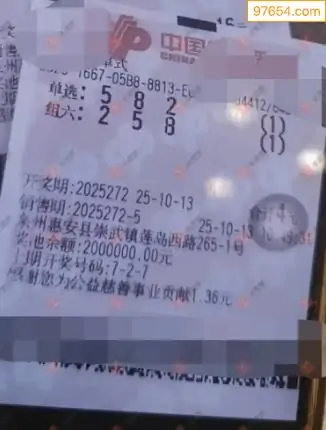 97654.com
中国
单式
1667-05B8-8813-E
单选: 5 8 2 (1)
组六: 2 5 8 (1)
开奖期:2025272 25-10-13
销售期:2025272-5 25-10-13
泉州惠安县崇武镇莲岛西路265-1号
奖池余额:2000000.00元
上期开奖号码:7-2-7
感谢您为公益慈善事业贡献1.36元